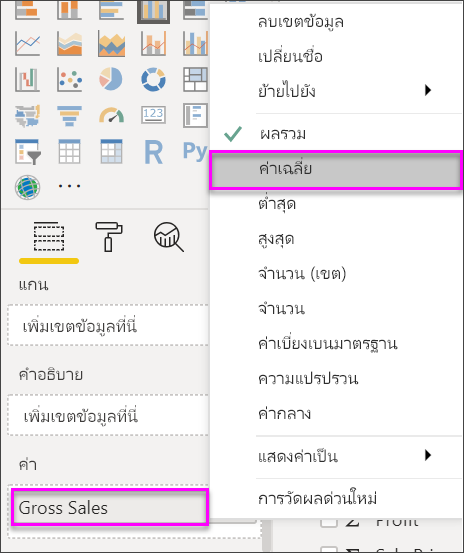 ลบเขตข้อมูล
เปลี่ยนชื่อ
ย้ายไปยัง
ผลรวม
ค่าเฉลี่ย
ต่ำสุด
สูงสุด
จำนวน (เขต)
จำนวน
ค่าเบี่ยงเบนมาตรฐาน
ความแปรปรวน
ค่ากลาง
แสดงค่าเป็น
การวัดผลด่วนใหม่
123
R
Py
แกน
เพิ่มเขตข้อมูลที่นี่
คำอธิบาย
เพิ่มเขตข้อมูลที่นี่
ค่า
Gross Sales
Profit